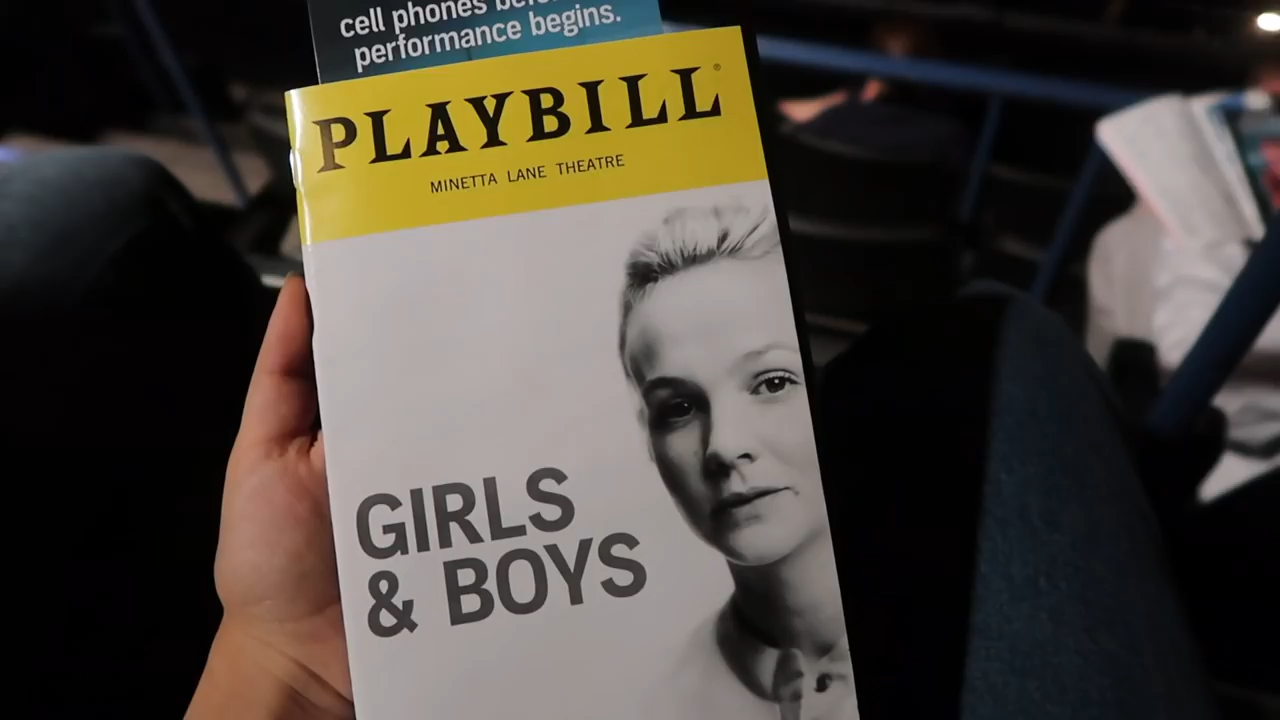 cell phones
performance begins.
PLAYBILL®
MINETTA LANE THEATRE
GIRLS
& BOYS